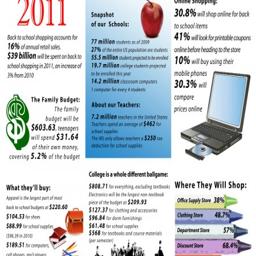 2011
Back to school shopping accounts for
16% of annual retail sales.
$39 billion will be spent on back to
school shopping in 2011, an increase of
3% from 2010
The Family Budget:
The family
budget will be
$603.63, teenagers
will spend $31.64
of their own money,
covering 5.2% of the budget
What they'll buy:
Apparel is the largest part of most
back to school at $220.60
$104.53 for shoes
$88.99 for school supplies
($96.39 in 2010)
$189.51 for computers,
Snapshot
of our Schools:
77 million students as of 2009
27% of the entire US population are students
55.5 million students projected to be enrolled
19.7 million college students projected
to be enrolled this year
14.2 million classroom computers
1 computer for every 4 students
About our Teachers:
7.2 million teachers in the United States
Teachers spend an average of $462 for
school supplies
The IRS only allows teachers a $250 tax
deduction for school supplies
College is a whole different ballgame:
$808.71 for everything, excluding textbooks
Electronics will be the largest non-textbook
piece of the budget at $209.93
$127.37 for clothing and accessories
$96.84 on dorm furnishings
$61.48 for school supplies
$568 for textbooks and course materials
(per semester)
Online Shopping:
30.8% will shop online for back
to school items
41% will look for printable coupons
online before heading to the store
10% will buy using their
mobile phones
30.3% will
compare
prices online
Where They Will Shop:
Office Supply Store 38%
Clothing Store 48.7%
Department Store 57%
Discount Store 68.4%